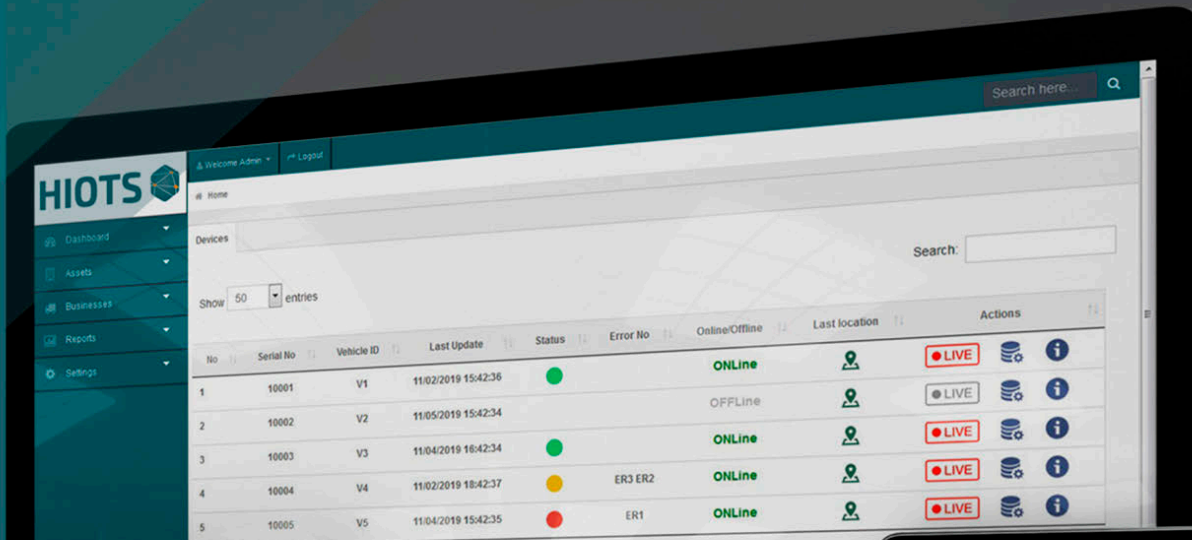 Search here...
HIOTS
Welcome Admin Logout
Home
Dashboard
Assets
Businesses
Reports
Settings
Devices
Search:
Show 50 entries
No Serial No Vehicle ID Last Update Status Error No Online/Offline Last location Actions
1 10001 V1 11/02/2019 15:42:36 ONLine LIVE
2 10002 V2 11/05/2019 15:42:34 OFFLine LIVE
3 10003 V3 11/04/2019 16:42:34 ONLine LIVE
4 10004 V4 11/02/2019 18:42:37 ER3 ER2 ONLine LIVE
5 10005 V5 11/04/2019 15:42:35 ER1 ONLine LIVE